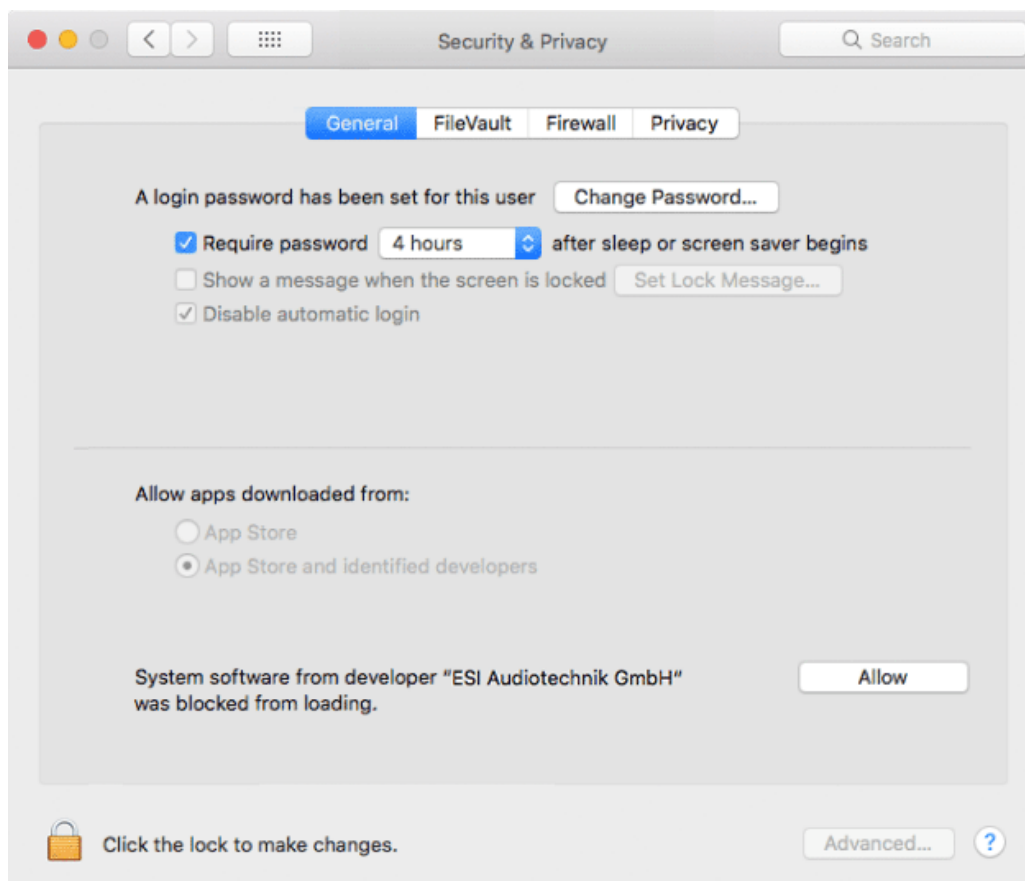 Security & Privacy
Search
General
FileVault
Firewall
Privacy
A login password has been set for this user
Change Password...
Require password
4 hours
after sleep or screen saver begins
Show a message when the screen is locked
Set Lock Message...
Disable automatic login
Allow apps downloaded from:
App Store
App Store and identified developers
System software from developer “ESI Audiotechnik GmbH”
was blocked from loading.
Allow
Click the lock to make changes.
Advanced...
?